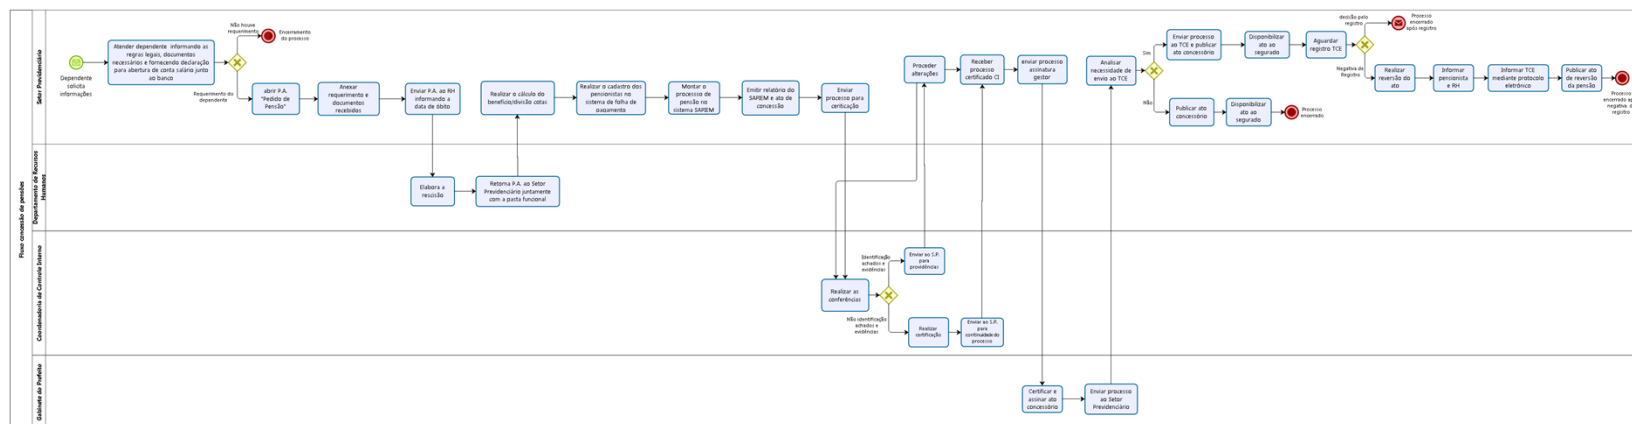 Fluxo concessão de pensões
Setor Previdenciário
Dependente
solicita
informações
Atender dependente informando as
regras legais, documentos
necessários e fornecendo declaração
para abertura de conta salário junto
ao banco
Não houve
requerimento
Encerramento
do processo
Requerimento do
dependente
abrir P.A.
"Pedido de
Pensão"
Anexar
requerimento e
documentos
recebidos
Enviar P.A. ao RH
informando a
data de óbito
Realizar o cálculo do
benefício/divisão cotas
Realizar o cadastro dos
pensionistas no
sistema de folha de
pagamento
Montar o
processo de
pensão no
sistema SAPIEM
Emitir relatório do
SAPIEM e ato de
concessão
Enviar
processo para
Proceder
alterações
Receber
processo
certificado CI
enviar processo
assinatura
gestor
Analisar
necessidade de
envio ao TCE
Sim
Enviar processo
ao TCE e publicar
ato concessório
Disponibilizar
ato ao
segurado
Aguardar
registro TCE
decisão pelo
registro
Processo
encerrado
após registro
Negativa de
Registro
Realizar
reversão do
ato
Informar
pensionista
e RH
Informar TCE
mediante protocolo
eletrônico
Publicar ato
de reversão
da pensão
Processo
encerrado
negativa
registro
Não
Publicar ato
concessório
Disponibilizar
ato ao
segurado
Processo
encerrado
Departamento de Recursos
Humanos
Elabora a
rescisão
Retorna P.A. ao Setor
Previdenciário juntamente
com a pasta funcional
Coordenadoria de Controle Interno
Realizar as
conferências
Identificação
achados e
evidências
Enviar ao S.P.
para
providências
Não identificação
achados e
evidências
Realizar
certificação
Enviar ao S.P.
para
continuidade do
processo
Gabinete do Prefeito
Certificar e
assinar ato
concessório
Enviar processo
ao Setor
Previdenciário